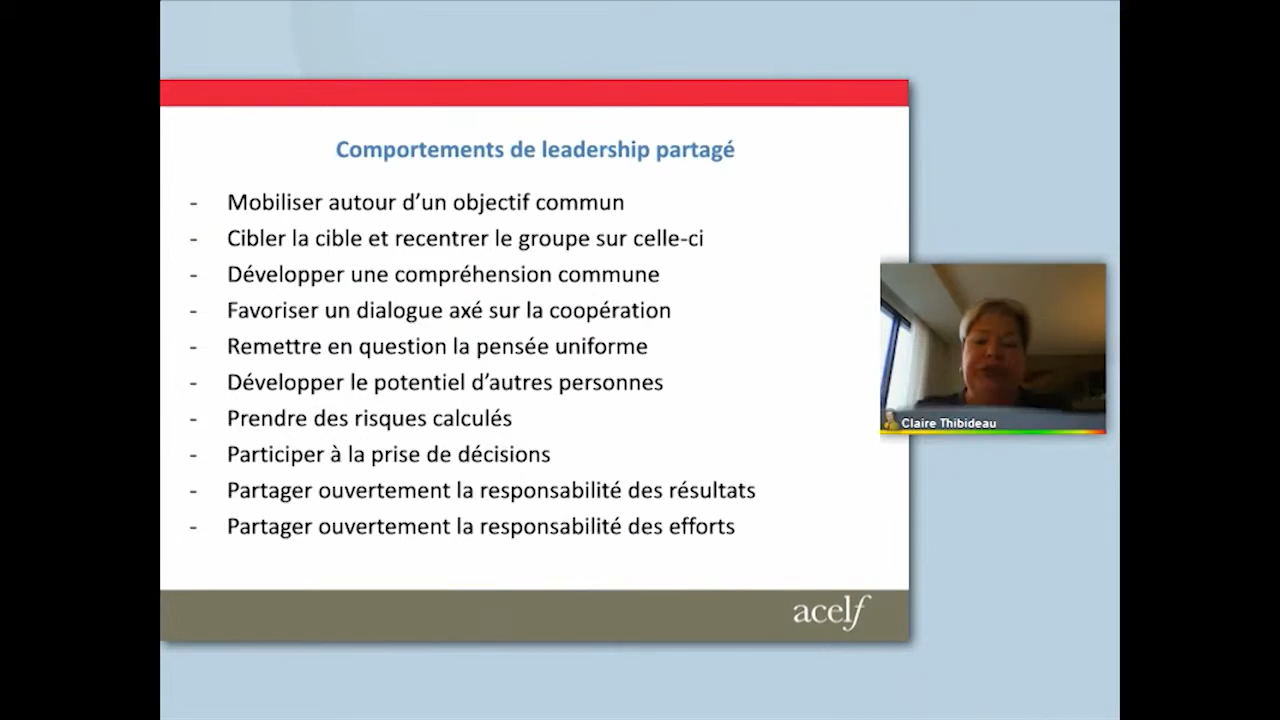 Comportements de leadership partagé
- Mobiliser autour d’un objectif commun
- Cibler la cible et recentrer le groupe sur celle-ci
- Développer une compréhension commune
- Favoriser un dialogue axé sur la coopération
- Remettre en question la pensée uniforme
- Développer le potentiel d’autres personnes
- Prendre des risques calculés
- Participer à la prise de décisions
- Partager ouvertement la responsabilité des résultats
- Partager ouvertement la responsabilité des efforts
Claire Thibideau
acelf